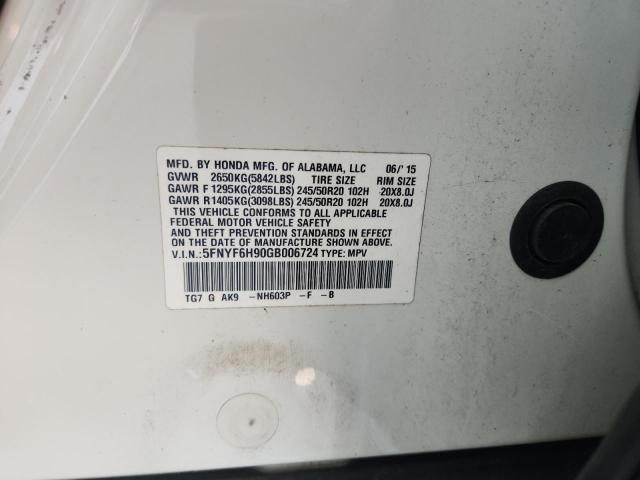 MFD. BY HONDA MFG. OF ALABAMA, LLC 06/'15
GVWR 2650KG(5842LBS) TIRE SIZE RIM SIZE
GAWR F 1295KG(2855LBS) 245/50R20 102H 20X8.0J
GAWR R 1405KG(3098LBS) 245/50R20 102H 20X8.0J
THIS VEHICLE CONFORMS TO ALL APPLICABLE
FEDERAL MOTOR VEHICLE SAFETY
AND THEFT PREVENTION STANDARDS IN EFFECT ON
THE DATE OF MANUFACTURE SHOWN ABOVE.
V.I.N.: 5FNYF6H90GB006724 TYPE: MPV
TG7 G AK9 -NH603P -F -B